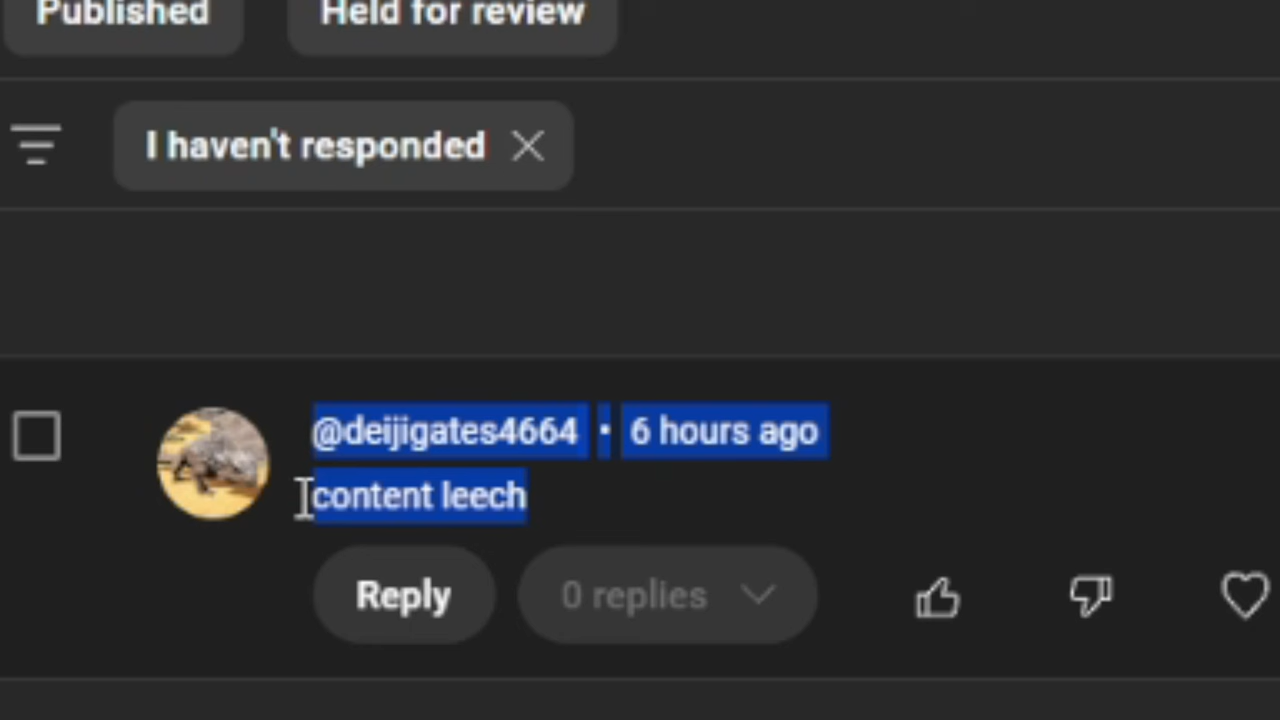 Published Held for review
I haven't responded
@deijigates4664 • 6 hours ago
content leech
Reply 0 replies